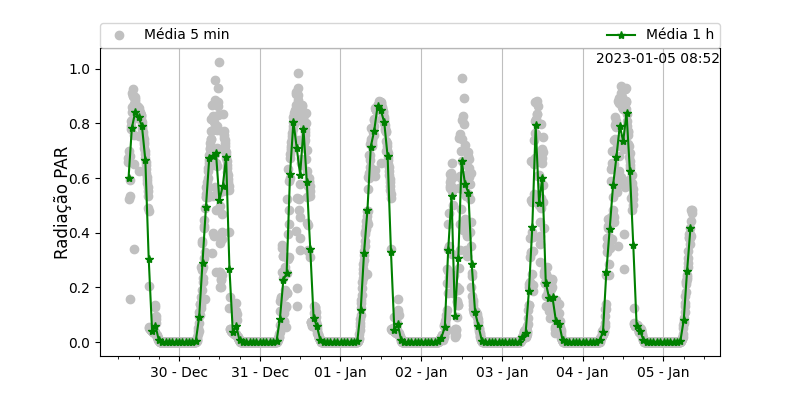 Média 5 min
Média 1 h
2023-01-05 08:52
Radiação PAR
1.0
0.8
0.6
0.4
0.2
0.0
30 - Dec
31 - Dec
01 - Jan
02 - Jan
03 - Jan
04 - Jan
05 - Jan